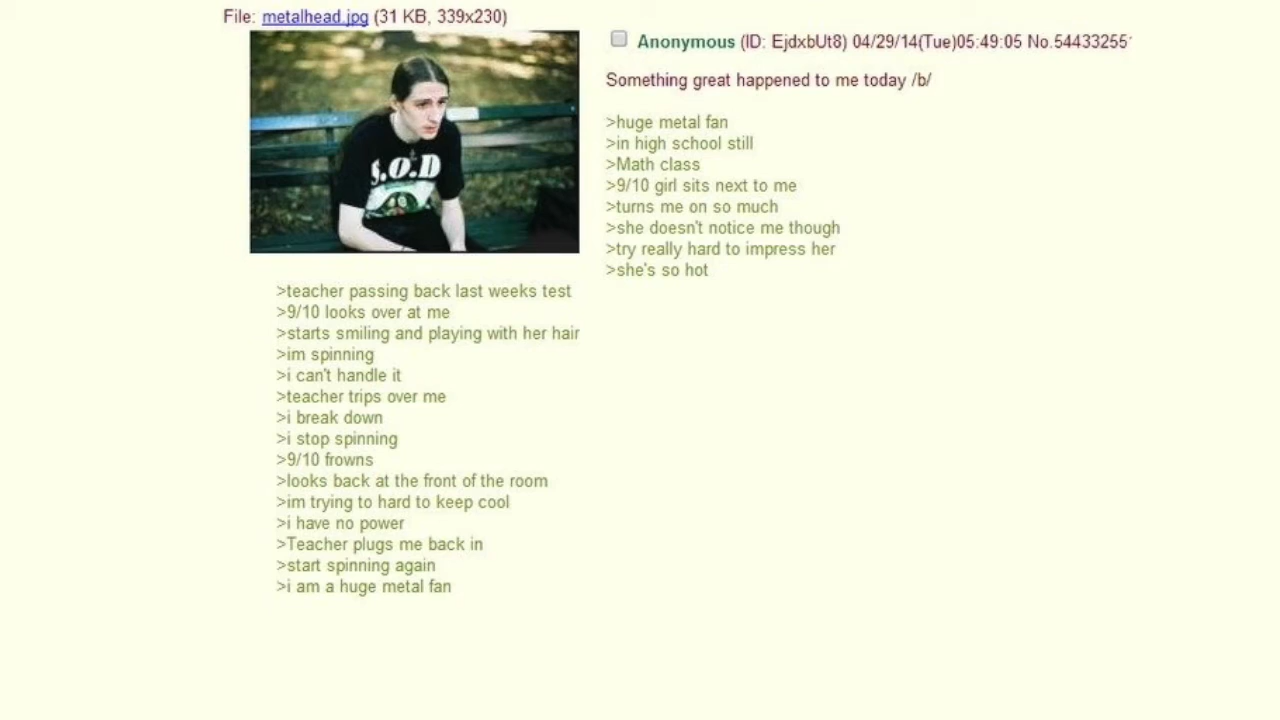 File: metalhead.jpg (31 KB, 339x230)
Anonymous (ID: EjdxbUt8) 04/29/14(Tue)05:49:05 No.54433255
Something great happened to me today /b/
>huge metal fan
>in high school still
>Math class
>9/10 girl sits next to me
>turns me on so much
>she doesn't notice me though
>try really hard to impress her
>she's so hot
S.O.D
>teacher passing back last weeks test
>9/10 looks over at me
>starts smiling and playing with her hair
>im spinning
>i can't handle it
>teacher trips over me
>i break down
>i stop spinning
>9/10 frowns
>looks back at the front of the room
>im trying to hard to keep cool
>i have no power
>Teacher plugs me back in
>start spinning again
>i am a huge metal fan